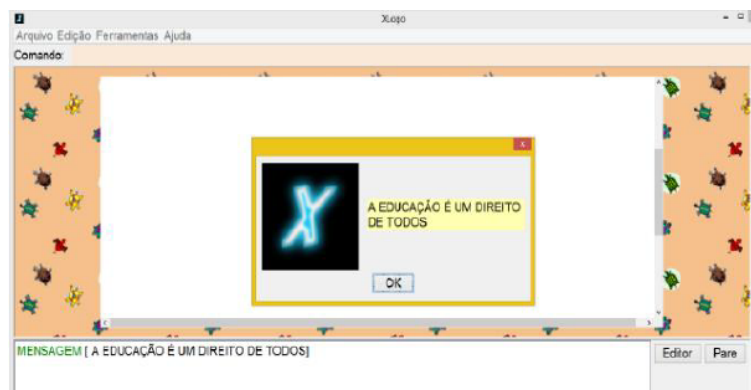 XLogo
Arquivo Edição Ferramentas Ajuda
Comando:
x
X
A EDUCAÇÃO É UM DIREITO
DE TODOS
OK
MENSAGEM [ A EDUCAÇÃO É UM DIREITO DE TODOS]
Editor Pare